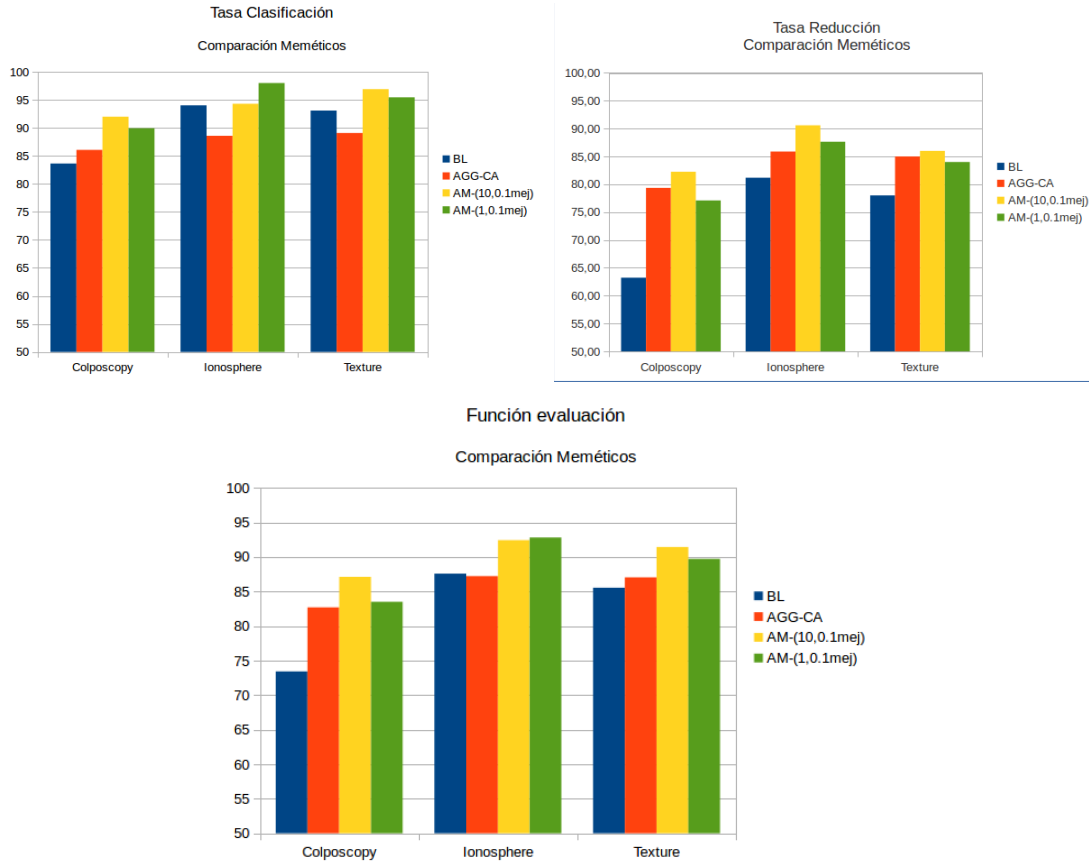 Tasa Clasificación
Comparación Meméticos
100
95
90
85
80
75
70
65
60
55
50
Colposcopy
Ionosphere
Texture
BL
AGG-CA
AM-(10,0.1mej)
AM-(1,0.1mej)
Tasa Reducción
Comparación Meméticos
100,00
95,00
90,00
85,00
80,00
75,00
70,00
65,00
60,00
55,00
50,00
Colposcopy
Ionosphere
Texture
BL
AGG-CA
AM-(10,0.1mej)
AM-(1,0.1mej)
Función evaluación
Comparación Meméticos
100
95
90
85
80
75
70
65
60
55
50
Colposcopy
Ionosphere
Texture
BL
AGG-CA
AM-(10,0.1mej)
AM-(1,0.1mej)